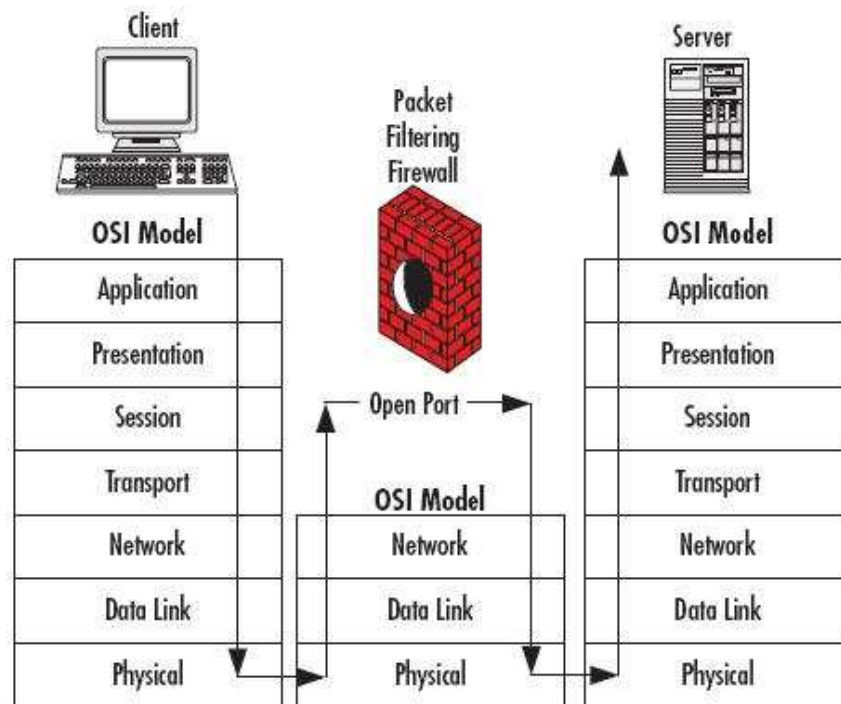 Client
Server
Packet
Filtering
Firewall
OSI Model
OSI Model
Application
Application
Presentation
Presentation
Open Port
Session
Session
Transport
Transport
OSI Model
Network
Network
Network
Data Link
Data Link
Data Link
Physical
Physical
Physical